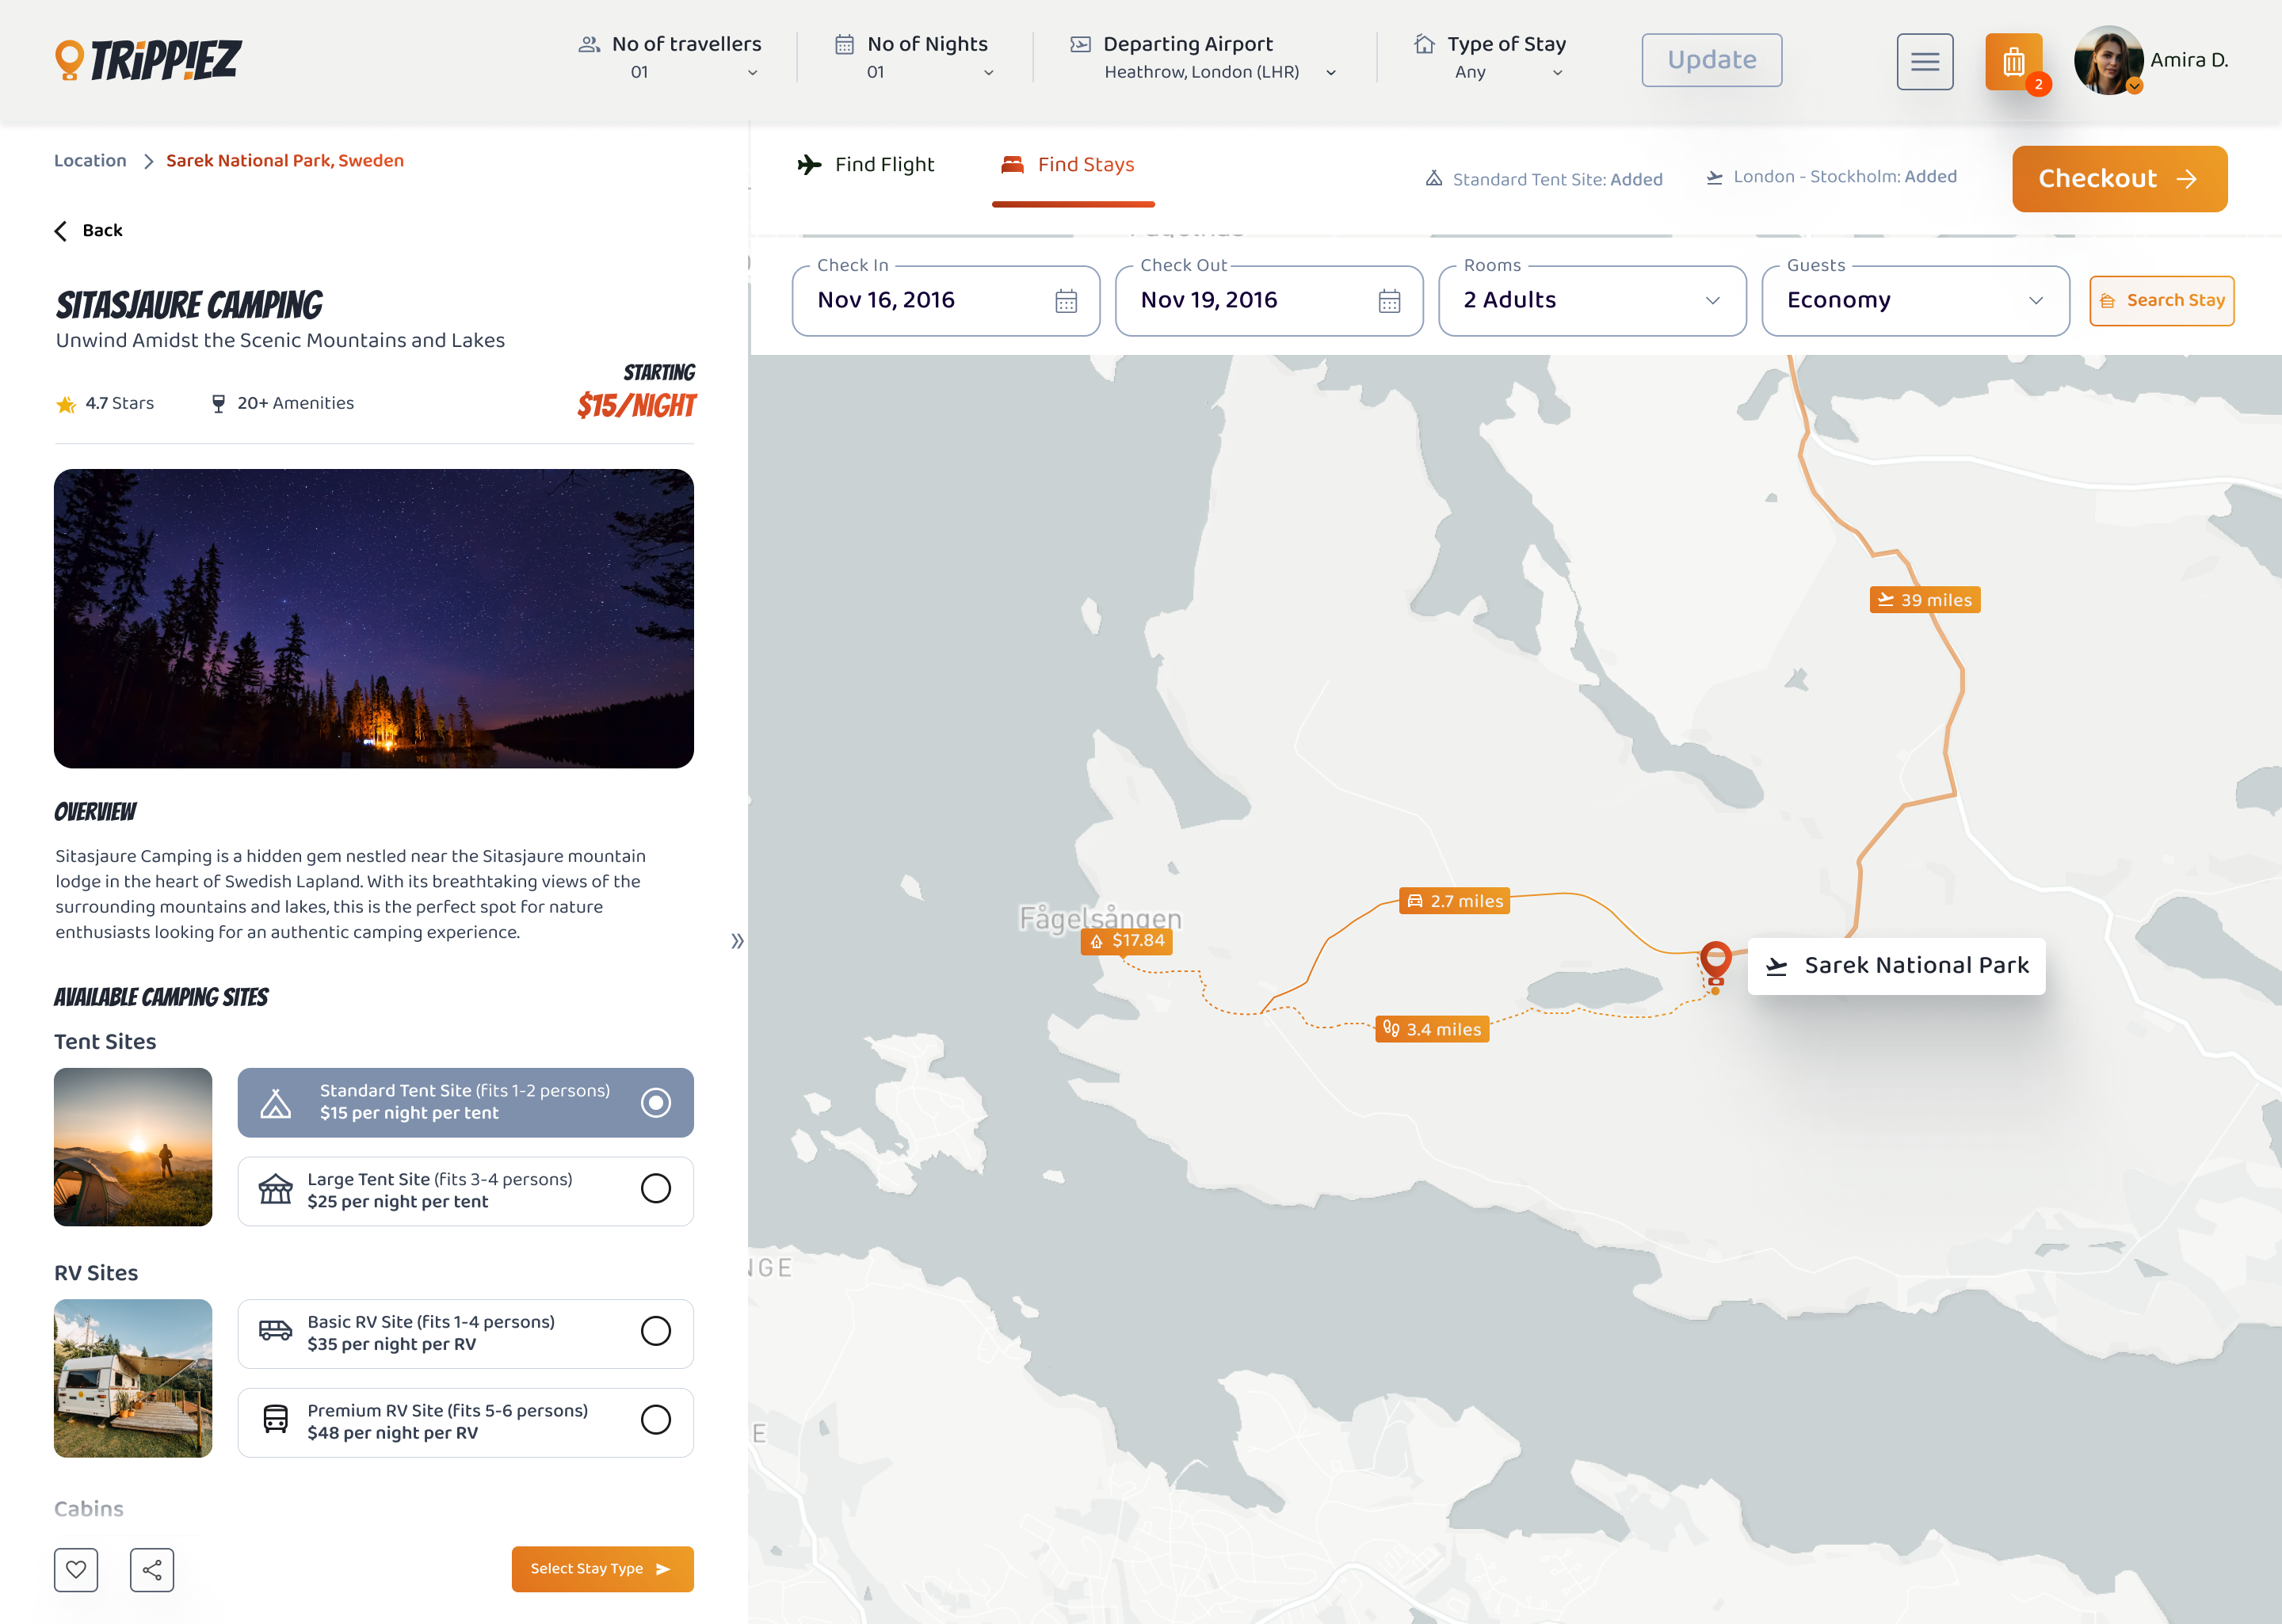 TRIPPIEZ
No of travellers
01
No of Nights
01
Departing Airport
Heathrow, London (LHR)
Type of Stay
Any
Update
2
Amira D.
Location
Sarek National Park, Sweden
Back
SITASJAURE CAMPING
Unwind Amidst the Scenic Mountains and Lakes
STARTING
4.7 Stars
20+ Amenities
$15/NIGHT
OVERVIEW
Sitasjaure Camping is a hidden gem nestled near the Sitasjaure mountain
lodge in the heart of Swedish Lapland. With its breathtaking views of the
surrounding mountains and lakes, this is the perfect spot for nature
enthusiasts looking for an authentic camping experience.
AVAILABLE CAMPING SITES
Tent Sites
Standard Tent Site (fits 1-2 persons)
$15 per night per tent
Large Tent Site (fits 3-4 persons)
$25 per night per tent
RV Sites
Basic RV Site (fits 1-4 persons)
$35 per night per RV
Premium RV Site (fits 5-6 persons)
$48 per night per RV
Cabins
Select Stay Type
Find Flight
Find Stays
Standard Tent Site: Added
London - Stockholm: Added
Checkout
Check In
Nov 16, 2016
Check Out
Nov 19, 2016
Rooms
2 Adults
Guests
Economy
Search Stay
39 miles
2.7 miles
Fågelsången
$17.84
Sarek National Park
3.4 miles
NGE
E